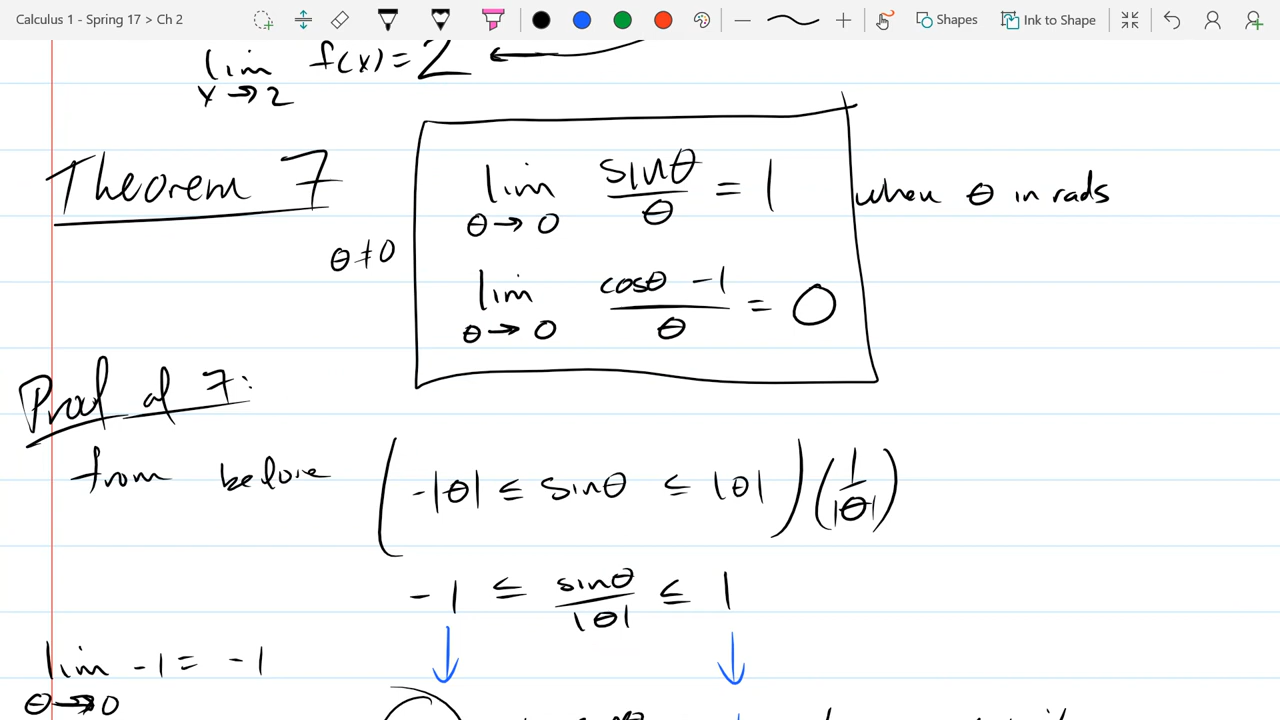 Calculus 1 - Spring 17 > Ch 2
Shapes
Ink to Shape
lim f(x) = 2
x → 2
Theorem 7
lim sinθ/θ = 1 when θ in rads
θ → 0
θ ≠ 0
lim (cosθ - 1)/θ = 0
θ → 0
Proof of 7:
from before (-|θ| ≤ sinθ ≤ |θ|)(1/|θ|)
-1 ≤ sinθ/|θ| ≤ 1
lim -1 = -1
θ → 0